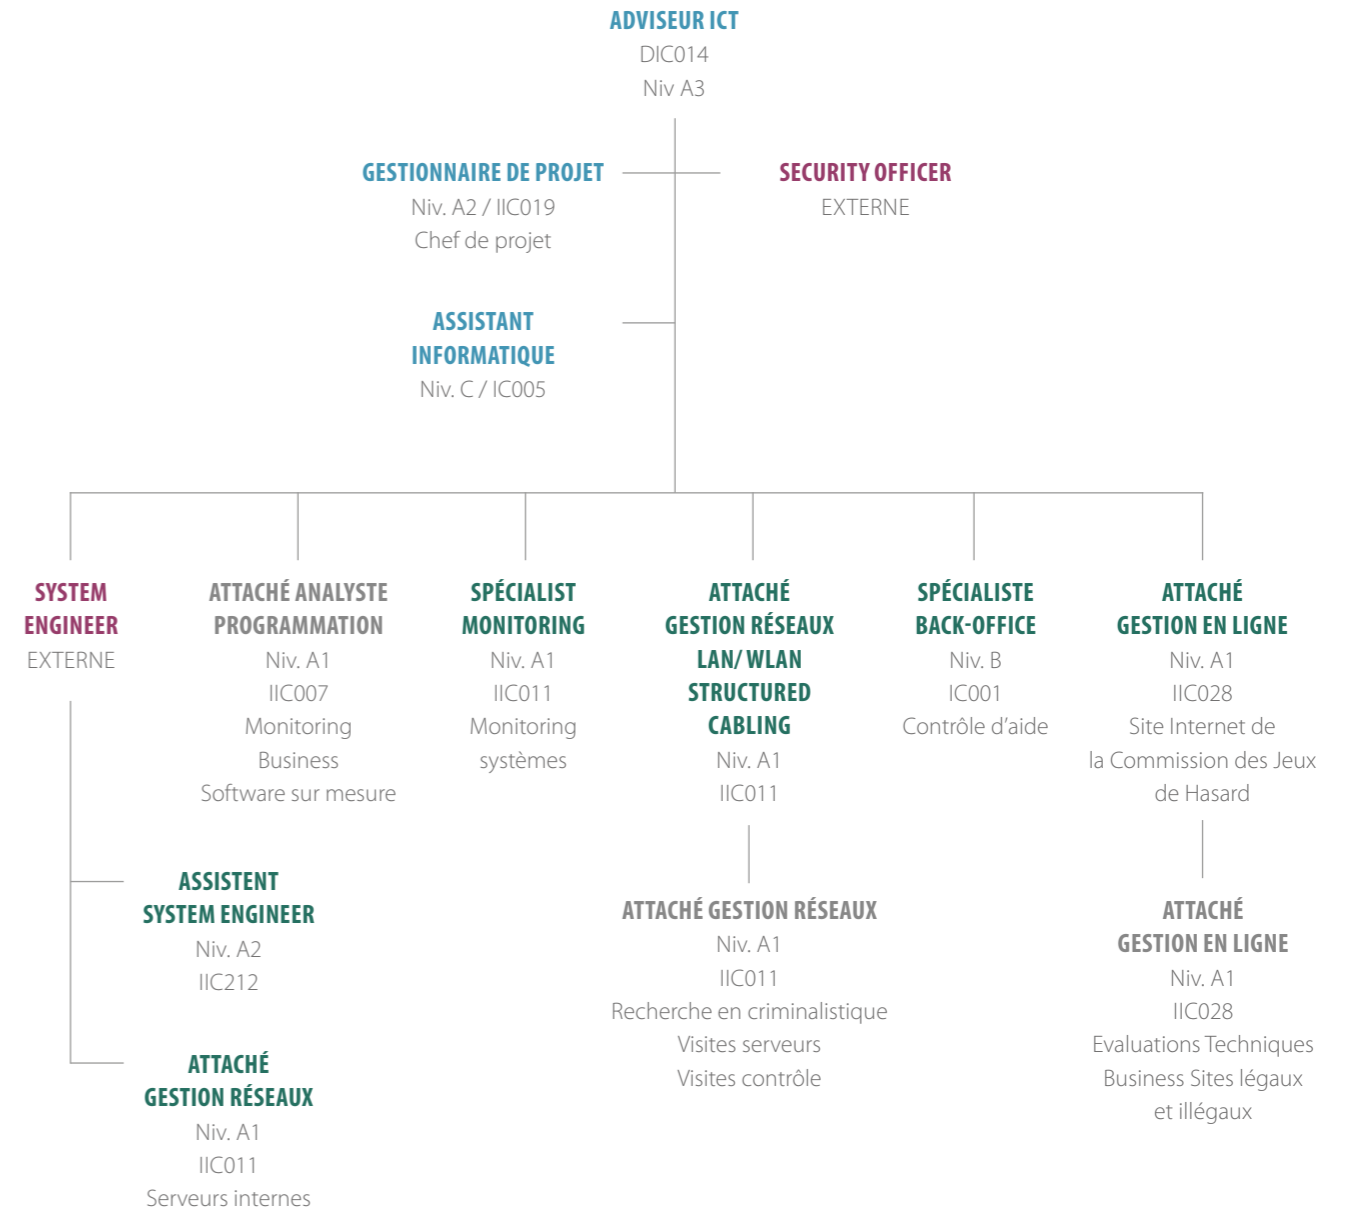 ADVISEUR ICT
DIC014
Niv A3
GESTIONNAIRE DE PROJET
Niv. A2 / IIC019
Chef de projet
SECURITY OFFICER
EXTERNE
ASSISTANT
INFORMATIQUE
Niv. C / IC005
SYSTEM
ENGINEER
EXTERNE
ATTACHÉ ANALYSTE
PROGRAMMATION
Niv. A1
IIC007
Monitoring
Business
Software sur mesure
SPÉCIALIST
MONITORING
Niv. A1
IIC011
Monitoring
systèmes
ATTACHÉ
GESTION RÉSEAUX
LAN/ WLAN
STRUCTURED
CABLING
Niv. A1
IIC011
SPÉCIALISTE
BACK-OFFICE
Niv. B
IC001
Contrôle d’aide
ATTACHÉ
GESTION EN LIGNE
Niv. A1
IIC028
Site Internet de
la Commission des Jeux
de Hasard
ASSISTENT
SYSTEM ENGINEER
Niv. A2
IIC212
ATTACHÉ
GESTION RÉSEAUX
Niv. A1
IIC011
Serveurs internes
ATTACHÉ GESTION RÉSEAUX
Niv. A1
IIC011
Recherche en criminalistique
Visites serveurs
Visites contrôle
ATTACHÉ
GESTION EN LIGNE
Niv. A1
IIC028
Evaluations Techniques
Business Sites légaux
et illégaux